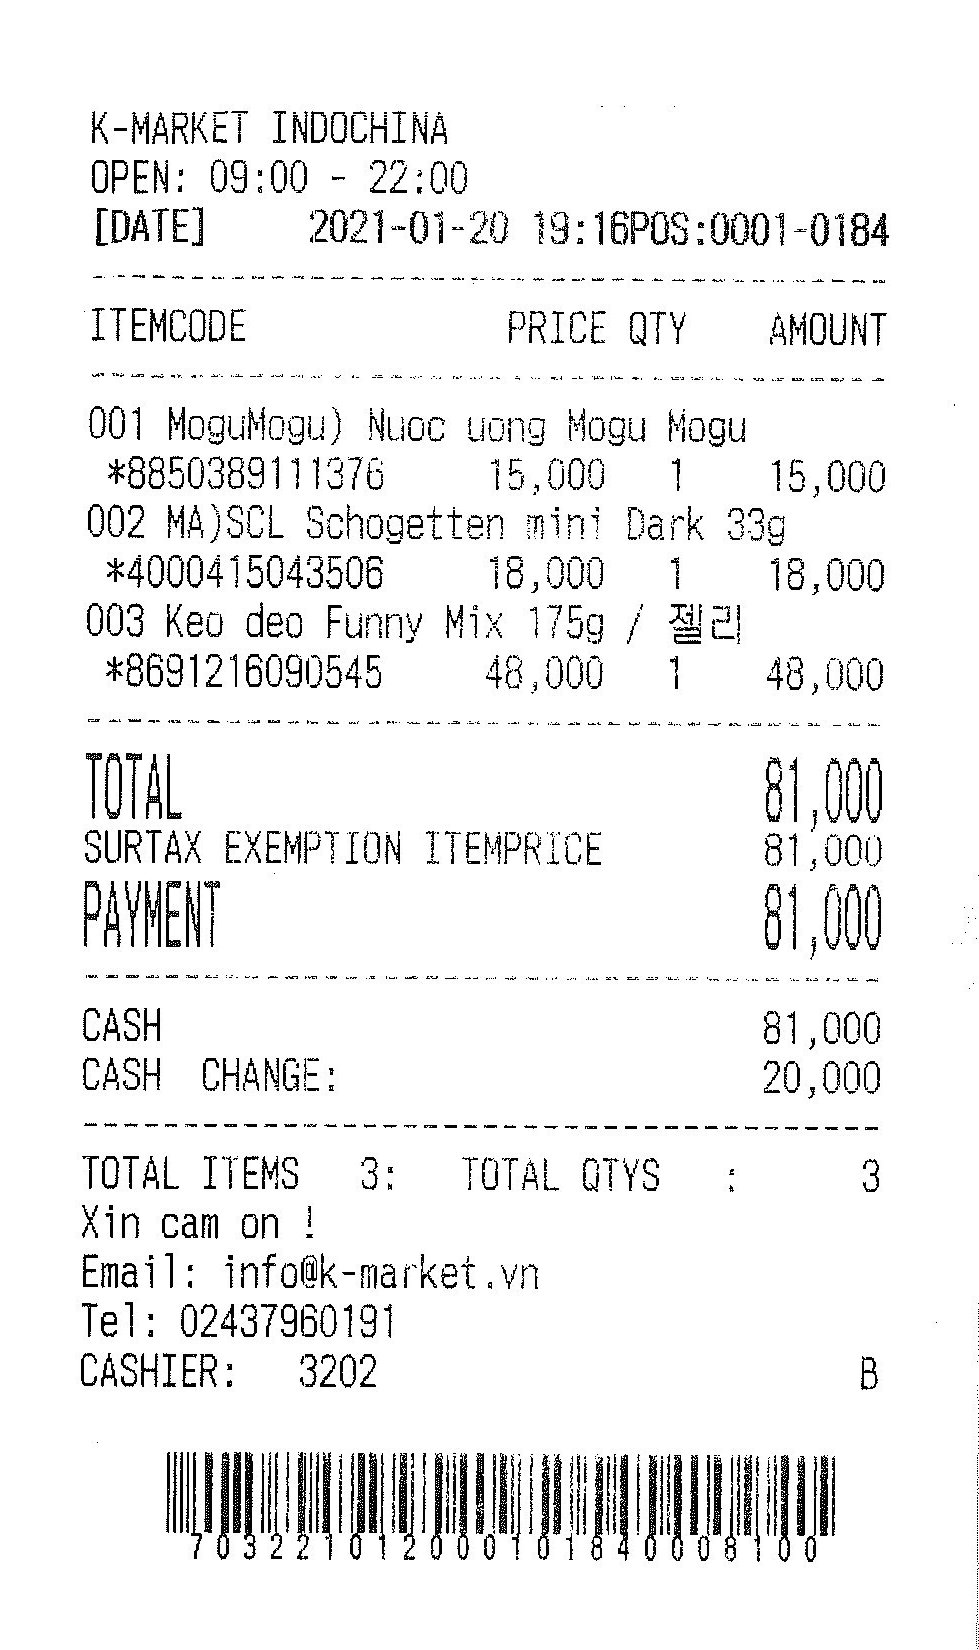 K-MARKET INDOCHINA
OPEN: 09:00 - 22:00
[DATE] 2021-01-20 19:16POS:0001-0184
ITEMCODE PRICE QTY AMOUNT
001 MoguMogu) Nuoc uong Mogu Mogu
*8850389111376 15,000 1 15,000
002 MA)SCL Schogetten mini Dark 33g
*4000415043506 18,000 1 18,000
003 Keo deo Funny Mix 175g / 젤리
*8691216090545 48,000 1 48,000
TOTAL 81,000
SURTAX EXEMPTION ITEMPRICE 81,000
PAYMENT 81,000
CASH 81,000
CASH CHANGE: 20,000
TOTAL ITEMS 3: TOTAL QTYS : 3
Xin cam on !
Email: info@k-market.vn
Tel: 02437960191
CASHIER: 3202 B
703221012000101840008100